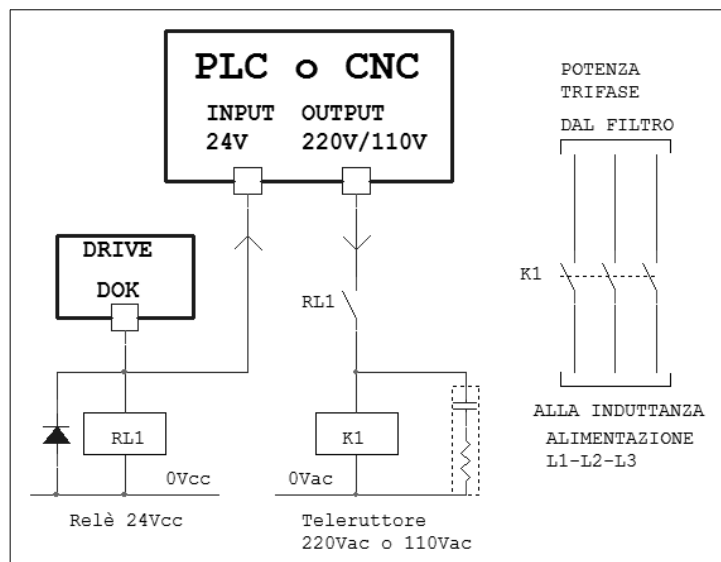 PLC o CNC
INPUT OUTPUT
24V 220V/110V
DRIVE
DOK
RL1
RL1
K1
0Vcc
0Vac
Relè 24Vcc
Teleruttore
220Vac o 110Vac
POTENZA
TRIFASE
DAL FILTRO
K1
ALLA INDUTTANZA
ALIMENTAZIONE
L1-L2-L3